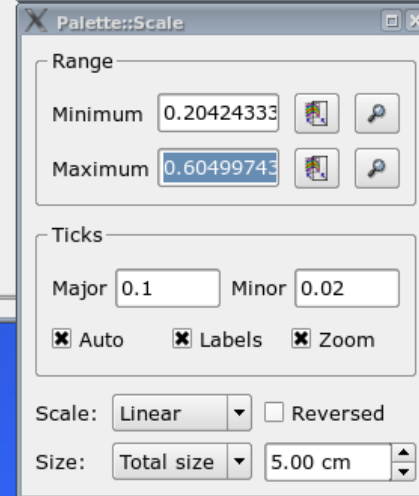 Palette::Scale
Range
Minimum 0.20424333
Maximum 0.60499743
Ticks
Major 0.1 Minor 0.02
Auto Labels Zoom
Scale: Linear Reversed
Size: Total size 5.00 cm